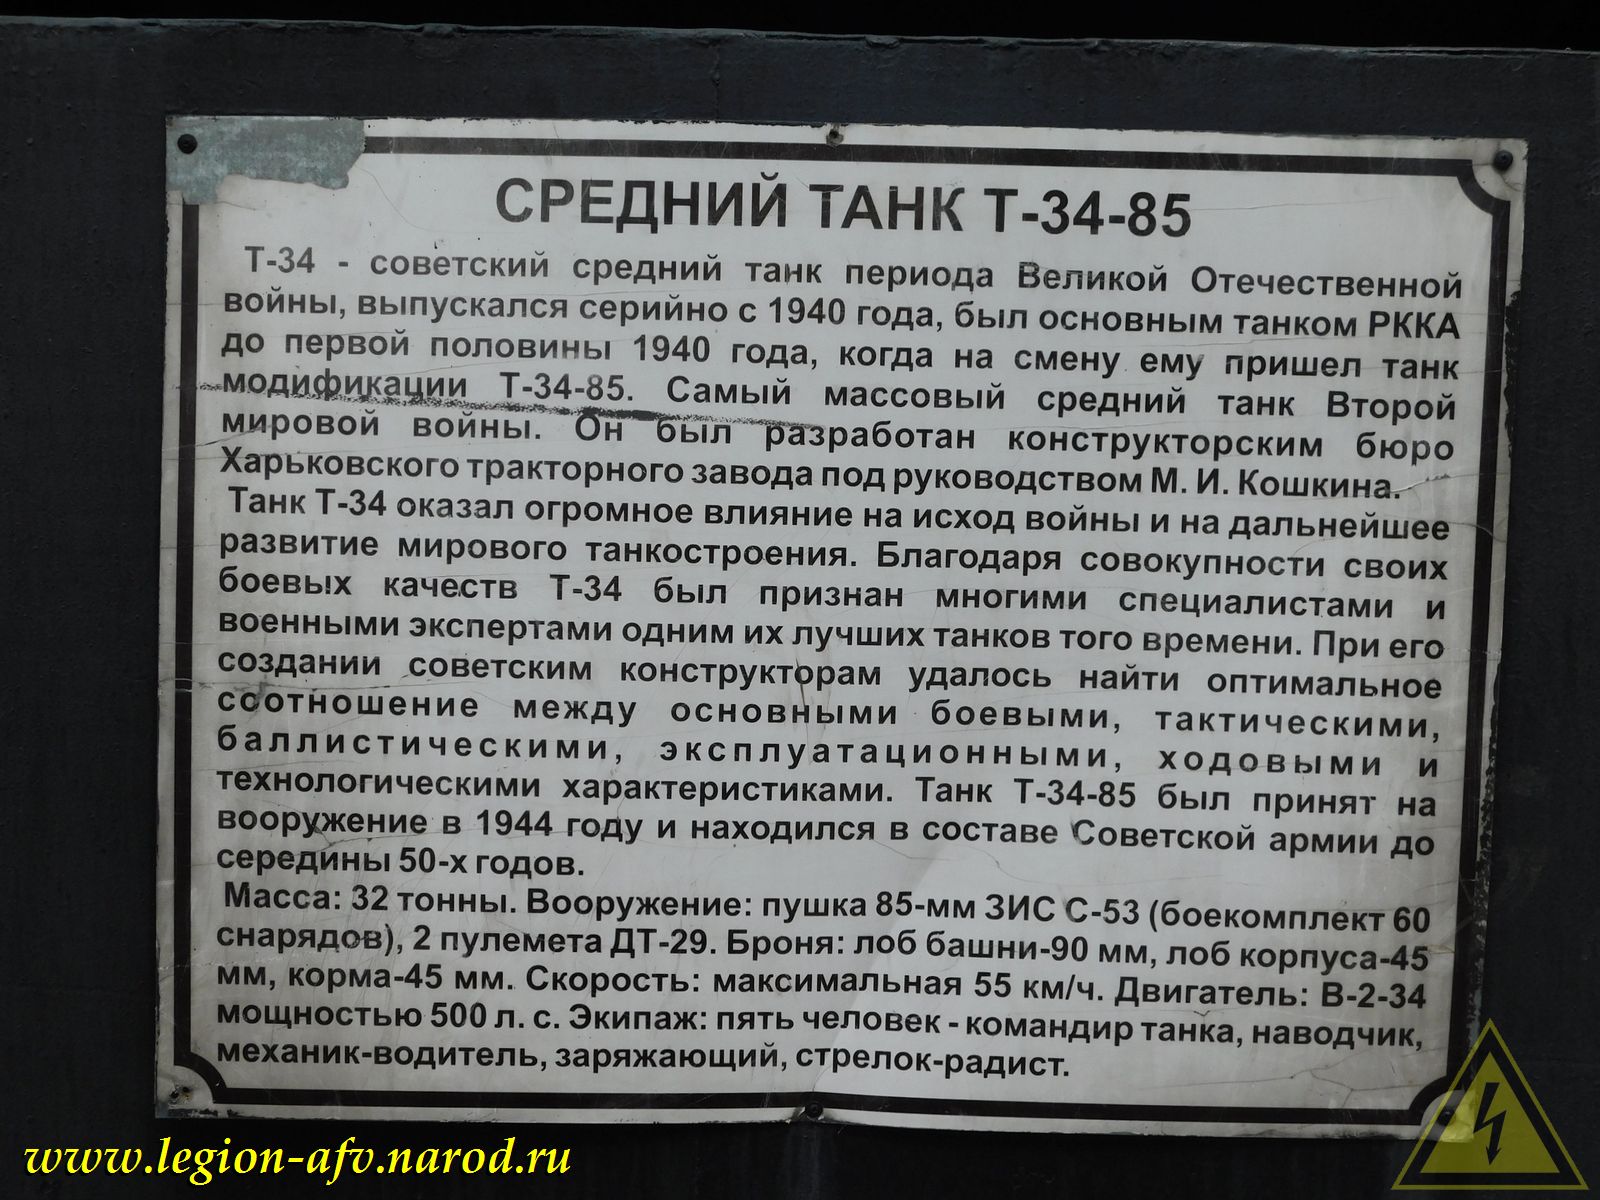 СРЕДНИЙ ТАНК Т-34-85
Т-34 - советский средний танк периода Великой Отечественной
войны, выпускался серийно с 1940 года, был основным танком РККА
до первой половины 1940 года, когда на смену ему пришел танк
модификации Т-34-85. Самый массовый средний танк Второй
мировой войны. Он был разработан конструкторским бюро
Харьковского тракторного завода под руководством М. И. Кошкина.
Танк Т-34 оказал огромное влияние на исход войны и на дальнейшее
развитие мирового танкостроения. Благодаря совокупности своих
боевых качеств Т-34 был признан многими специалистами и
военными экспертами одним их лучших танков того времени. При его
создании советским конструкторам удалось найти оптимальное
соотношение между основными боевыми, тактическими,
баллистическими, эксплуатационными, ходовыми и
технологическими характеристиками. Танк Т-34-85 был принят на
вооружение в 1944 году и находился в составе Советской армии до
середины 50-х годов.
Масса: 32 тонны. Вооружение: пушка 85-мм ЗИС С-53 (боекомплект 60
снарядов), 2 пулемета ДТ-29. Броня: лоб башни-90 мм, лоб корпуса-45
мм, корма-45 мм. Скорость: максимальная 55 км/ч. Двигатель: В-2-34
мощностью 500 л. с. Экипаж: пять человек - командир танка, наводчик,
механик-водитель, заряжающий, стрелок-радист.
www.legion-afv.narod.ru